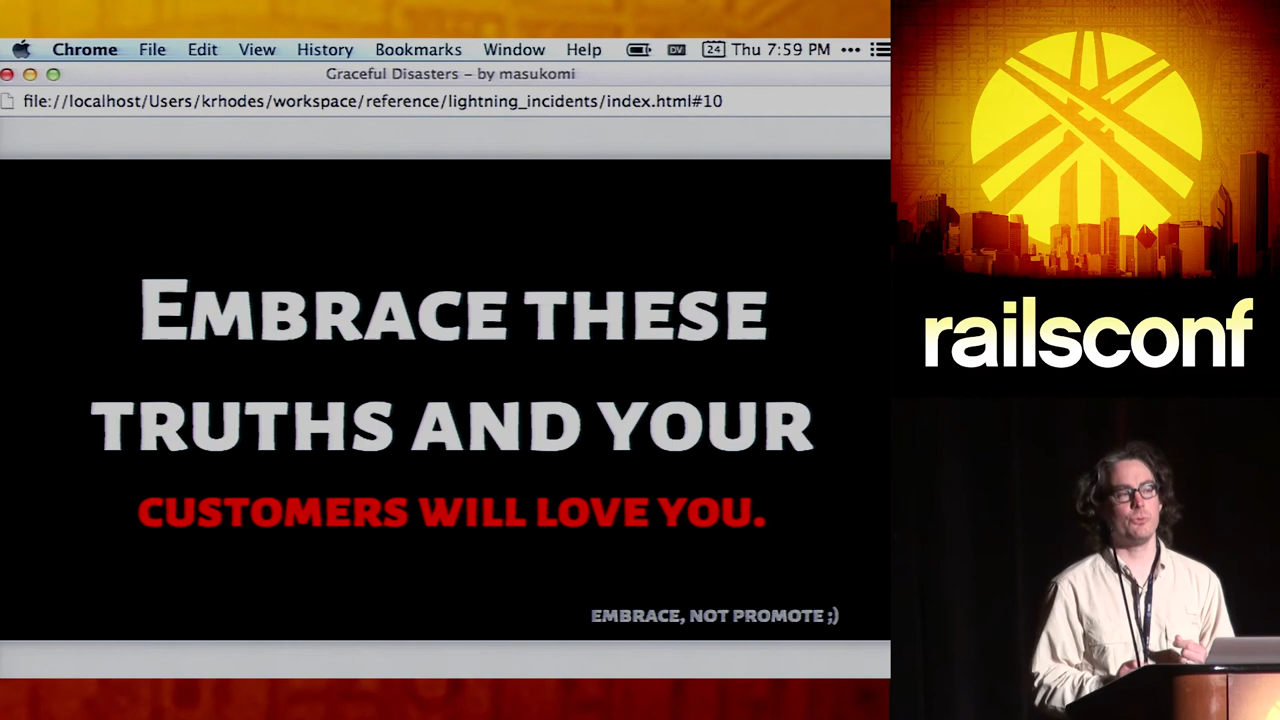 Chrome File Edit View History Bookmarks Window Help DV 24 Thu 7:59 PM
Graceful Disasters – by masukomi
file://localhost/Users/krhodes/workspace/reference/lightning_incidents/index.html#10
EMBRACE THESE
TRUTHS AND YOUR
CUSTOMERS WILL LOVE YOU.
EMBRACE, NOT PROMOTE ;)
railsconf